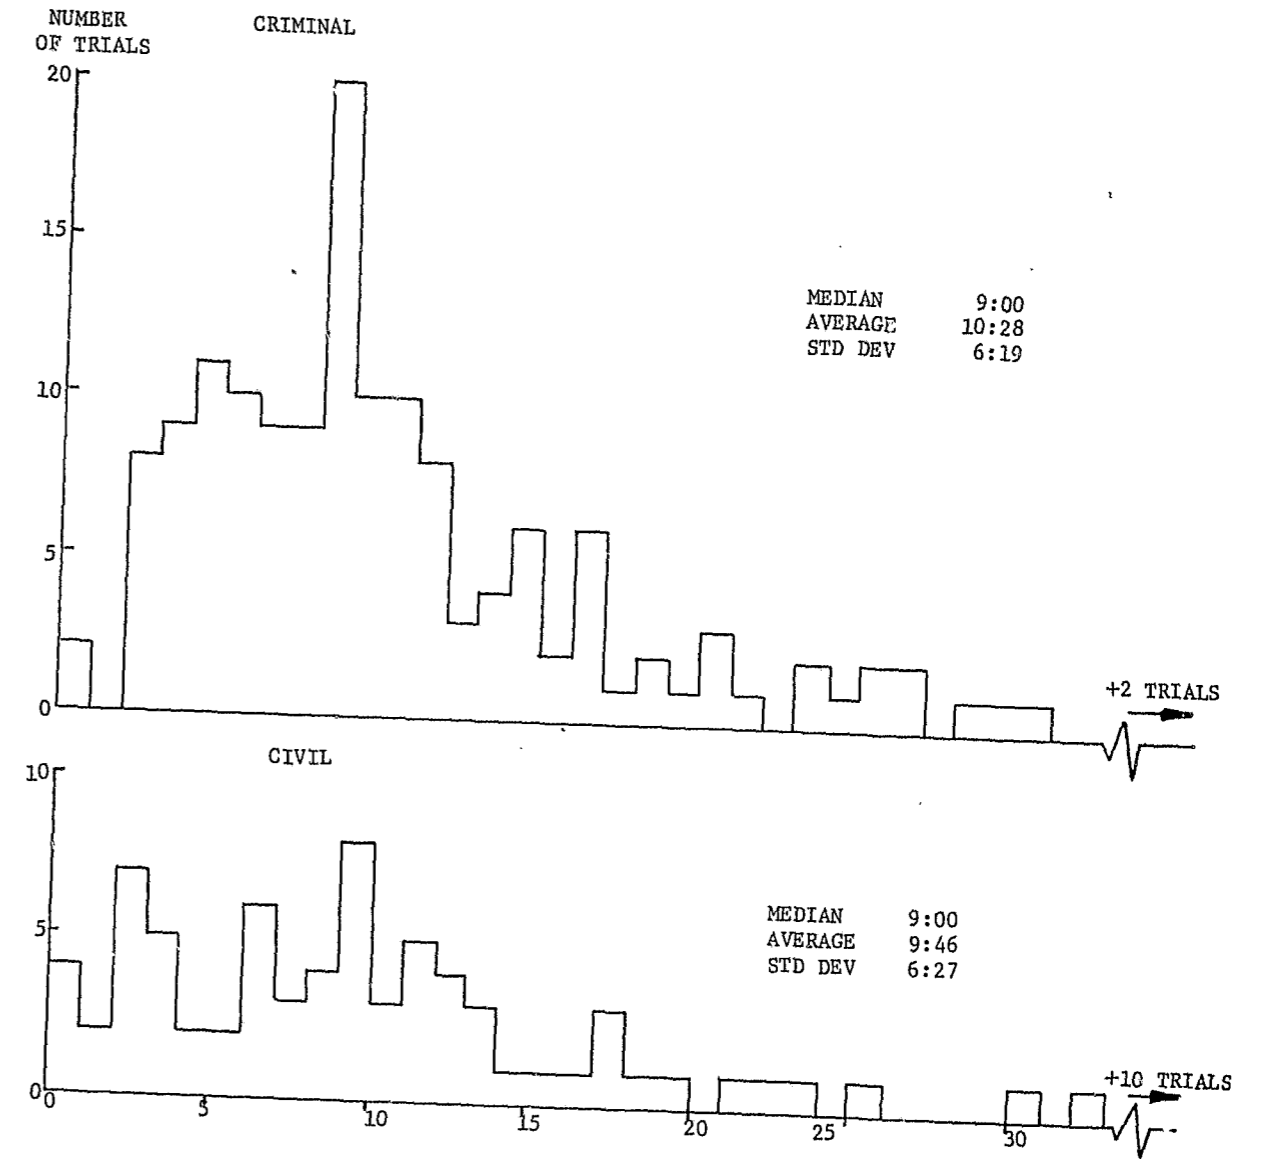 NUMBER
OF TRIALS
CRIMINAL
20
15
10
5
0
MEDIAN 9:00
AVERAGE 10:28
STD DEV 6:19
+2 TRIALS
CIVIL
10
5
0
MEDIAN 9:00
AVERAGE 9:46
STD DEV 6:27
+10 TRIALS
0 5 10 15 20 25 30